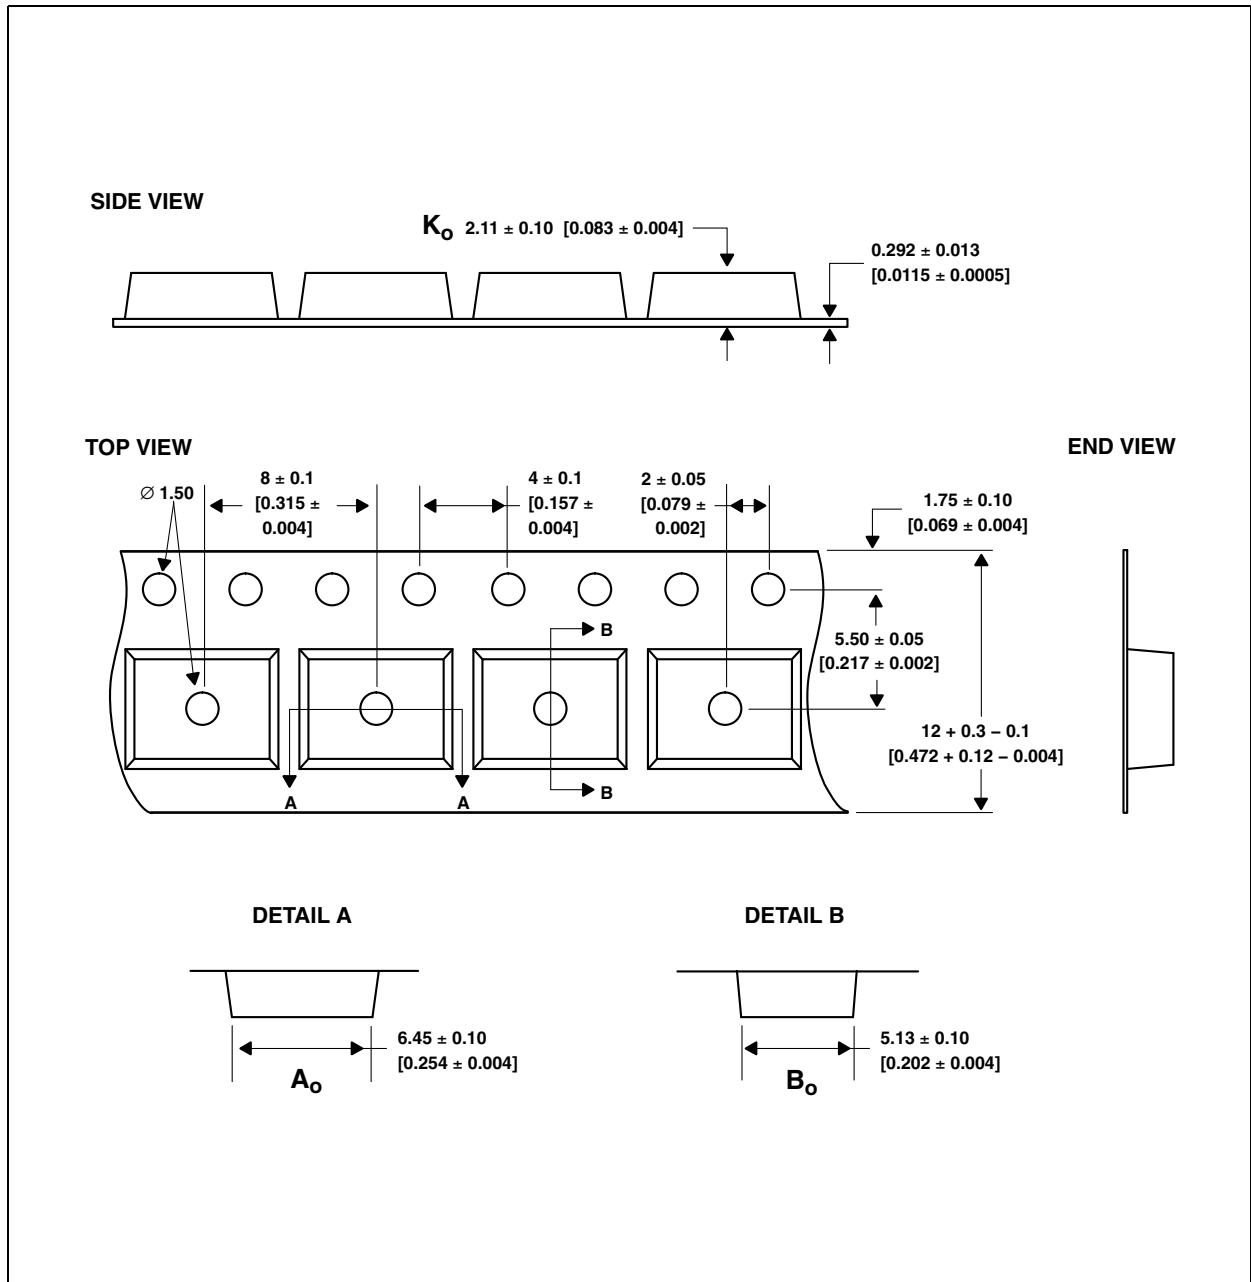 SIDE VIEW
Ko 2.11 ± 0.10 [0.083 ± 0.004]
0.292 ± 0.013
[0.0115 ± 0.0005]
TOP VIEW
END VIEW
∅ 1.50
8 ± 0.1
[0.315 ±
0.004]
4 ± 0.1
[0.157 ±
0.004]
2 ± 0.05
[0.079 ±
0.002]
1.75 ± 0.10
[0.069 ± 0.004]
B
5.50 ± 0.05
[0.217 ± 0.002]
12 + 0.3 − 0.1
[0.472 + 0.12 − 0.004]
A
A
B
DETAIL A
DETAIL B
6.45 ± 0.10
[0.254 ± 0.004]
Ao
5.13 ± 0.10
[0.202 ± 0.004]
Bo